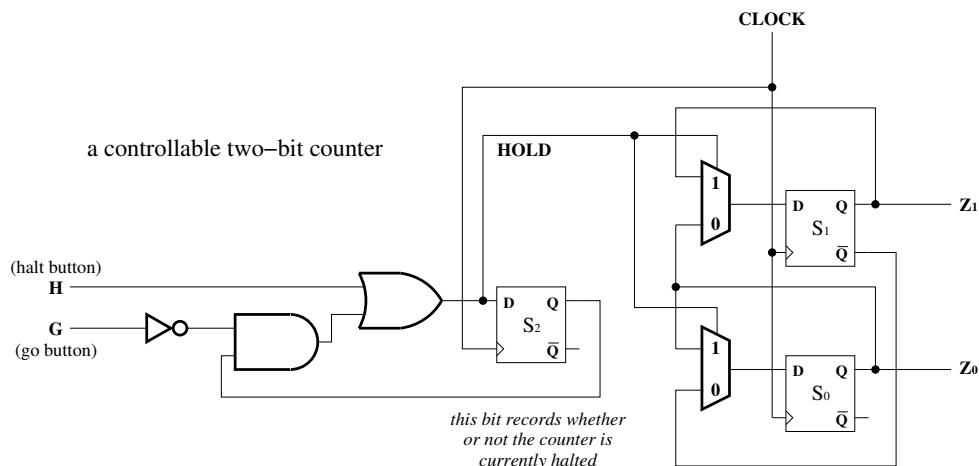 CLOCK
a controllable two−bit counter
HOLD
1
0
D Q
S1
Q
Z1
(halt button)
H
G
(go button)
D Q
S2
Q
1
0
D Q
S0
Q
Z0
this bit records whether
or not the counter is
currently halted